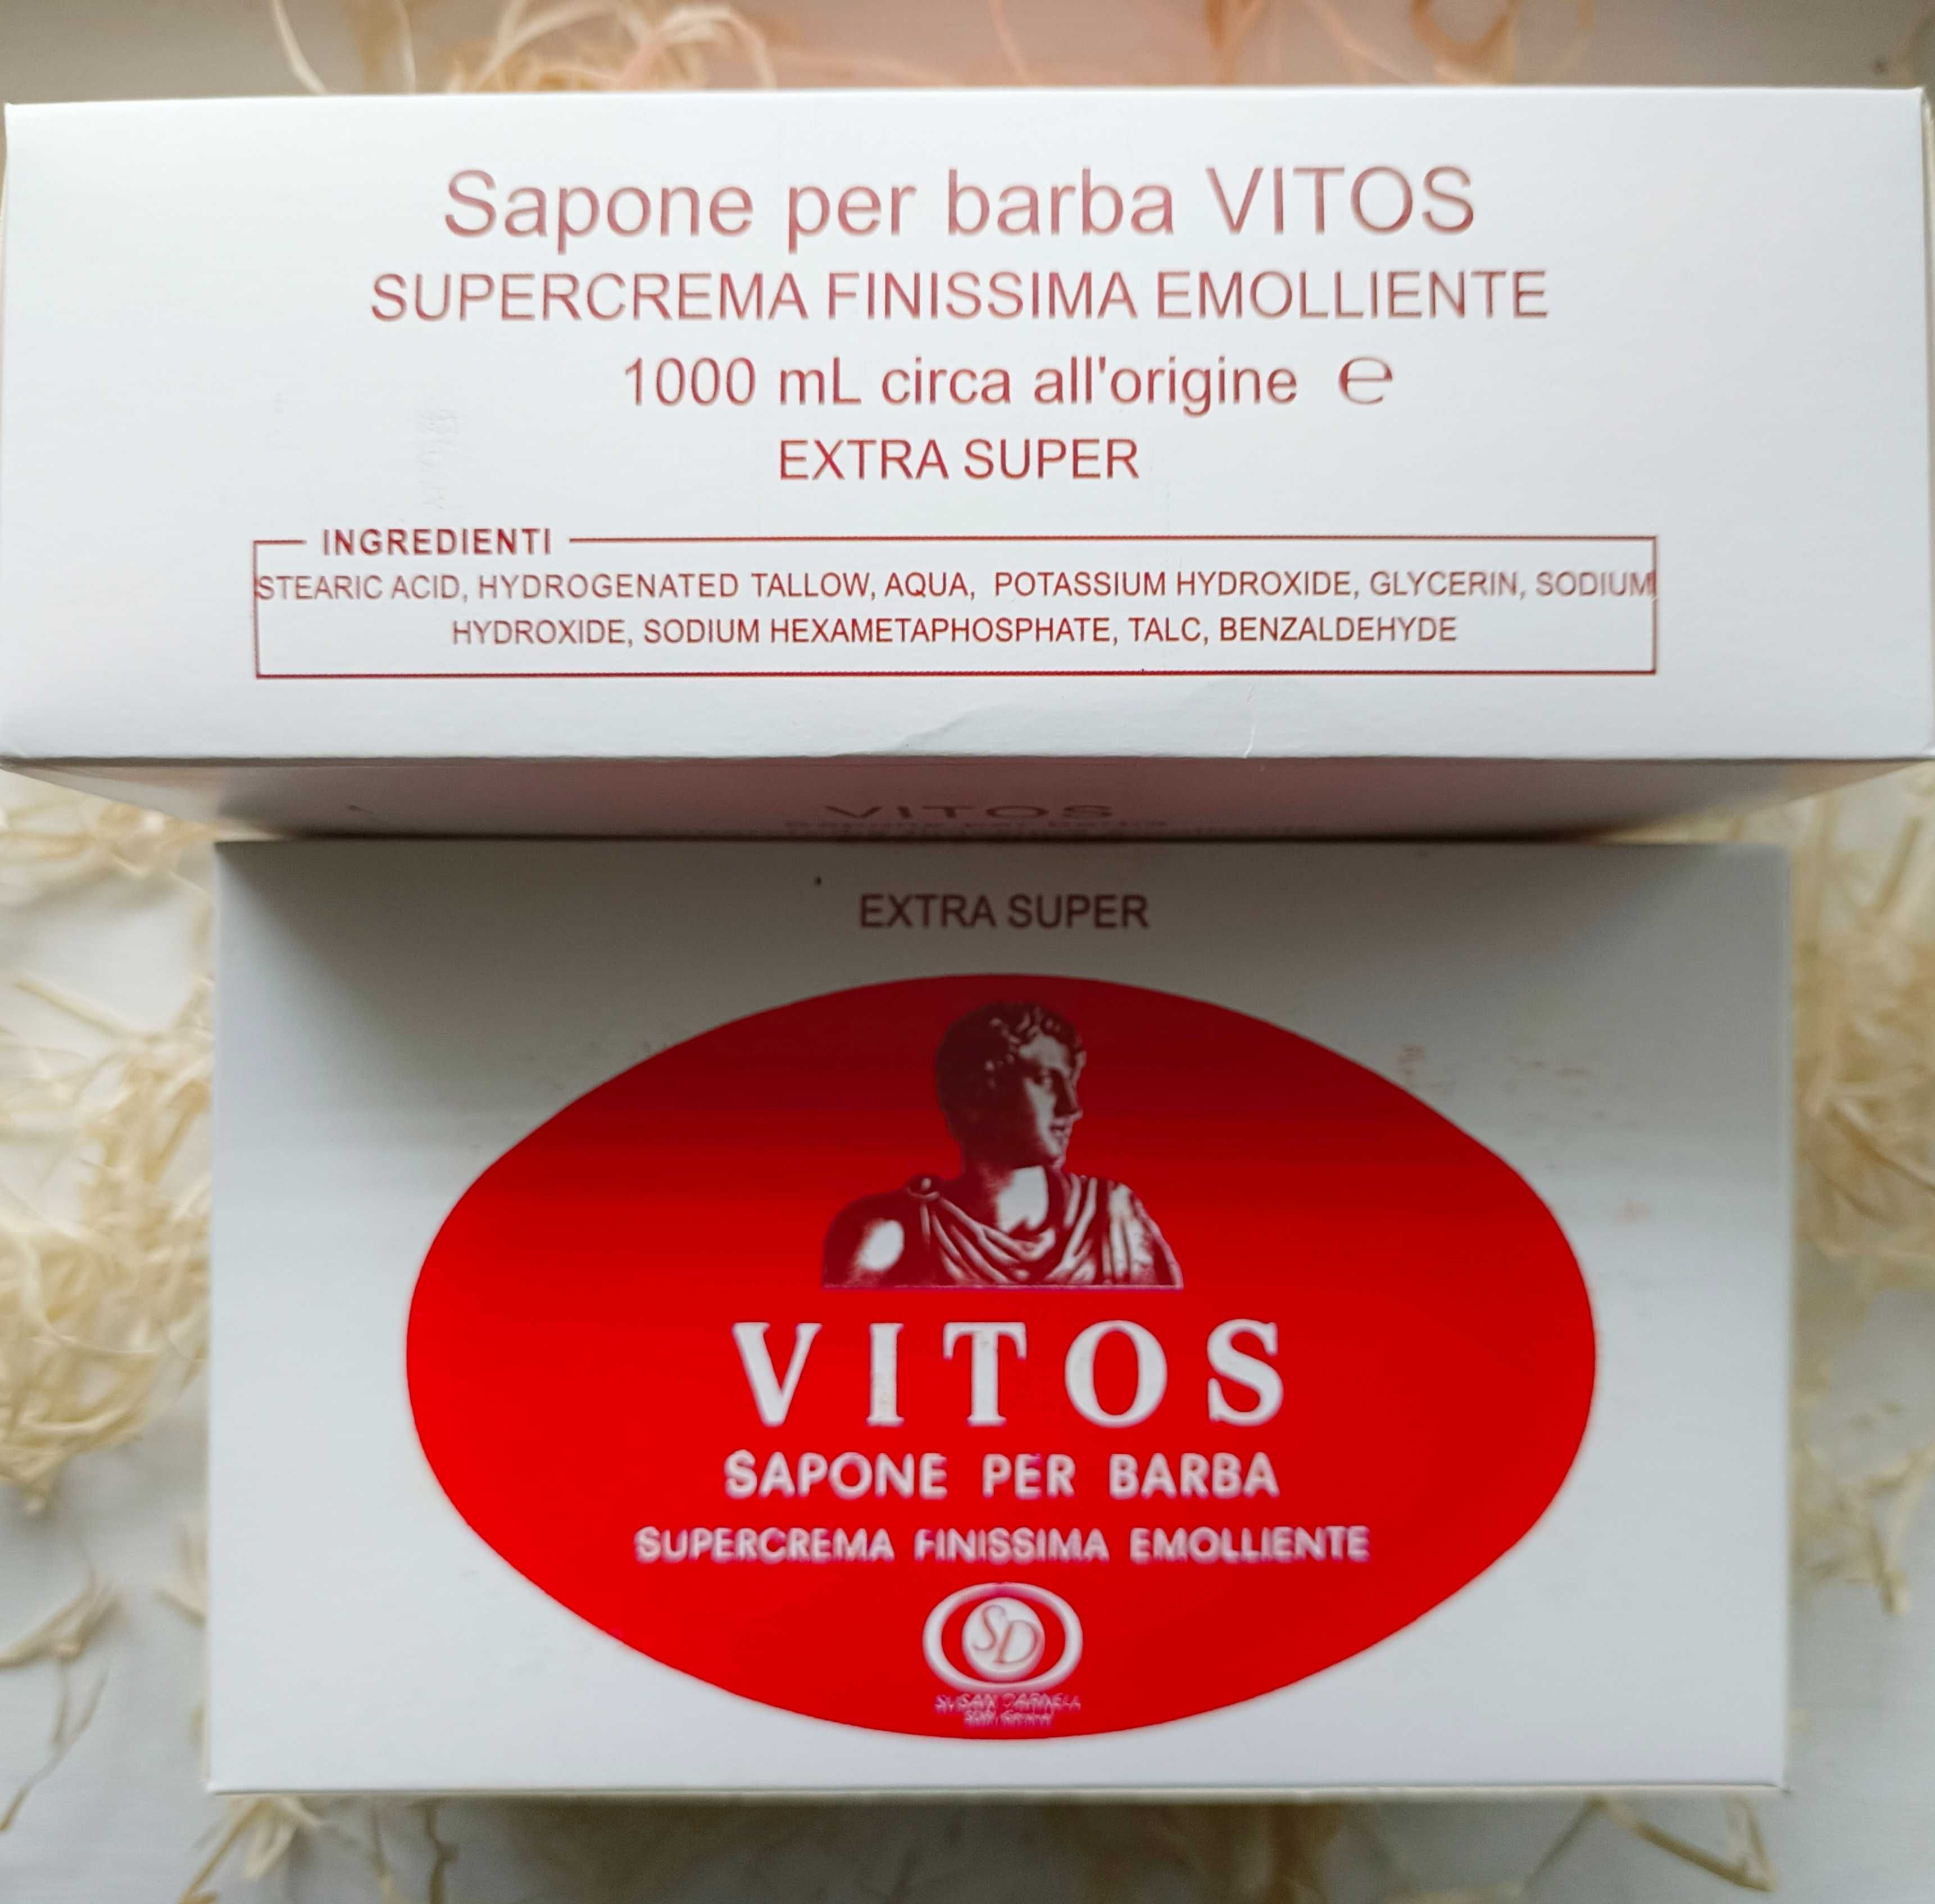 Sapone per barba VITOS
SUPERCREMA FINISSIMA EMOLLIENTE
1000 mL circa all'origine ℮
EXTRA SUPER
INGREDIENTI
STEARIC ACID, HYDROGENATED TALLOW, AQUA, POTASSIUM HYDROXIDE, GLYCERIN, SODIUM
HYDROXIDE, SODIUM HEXAMETAPHOSPHATE, TALC, BENZALDEHYDE
VITOS
EXTRA SUPER
VITOS
SAPONE PER BARBA
SUPERCREMA FINISSIMA EMOLLIENTE
SD